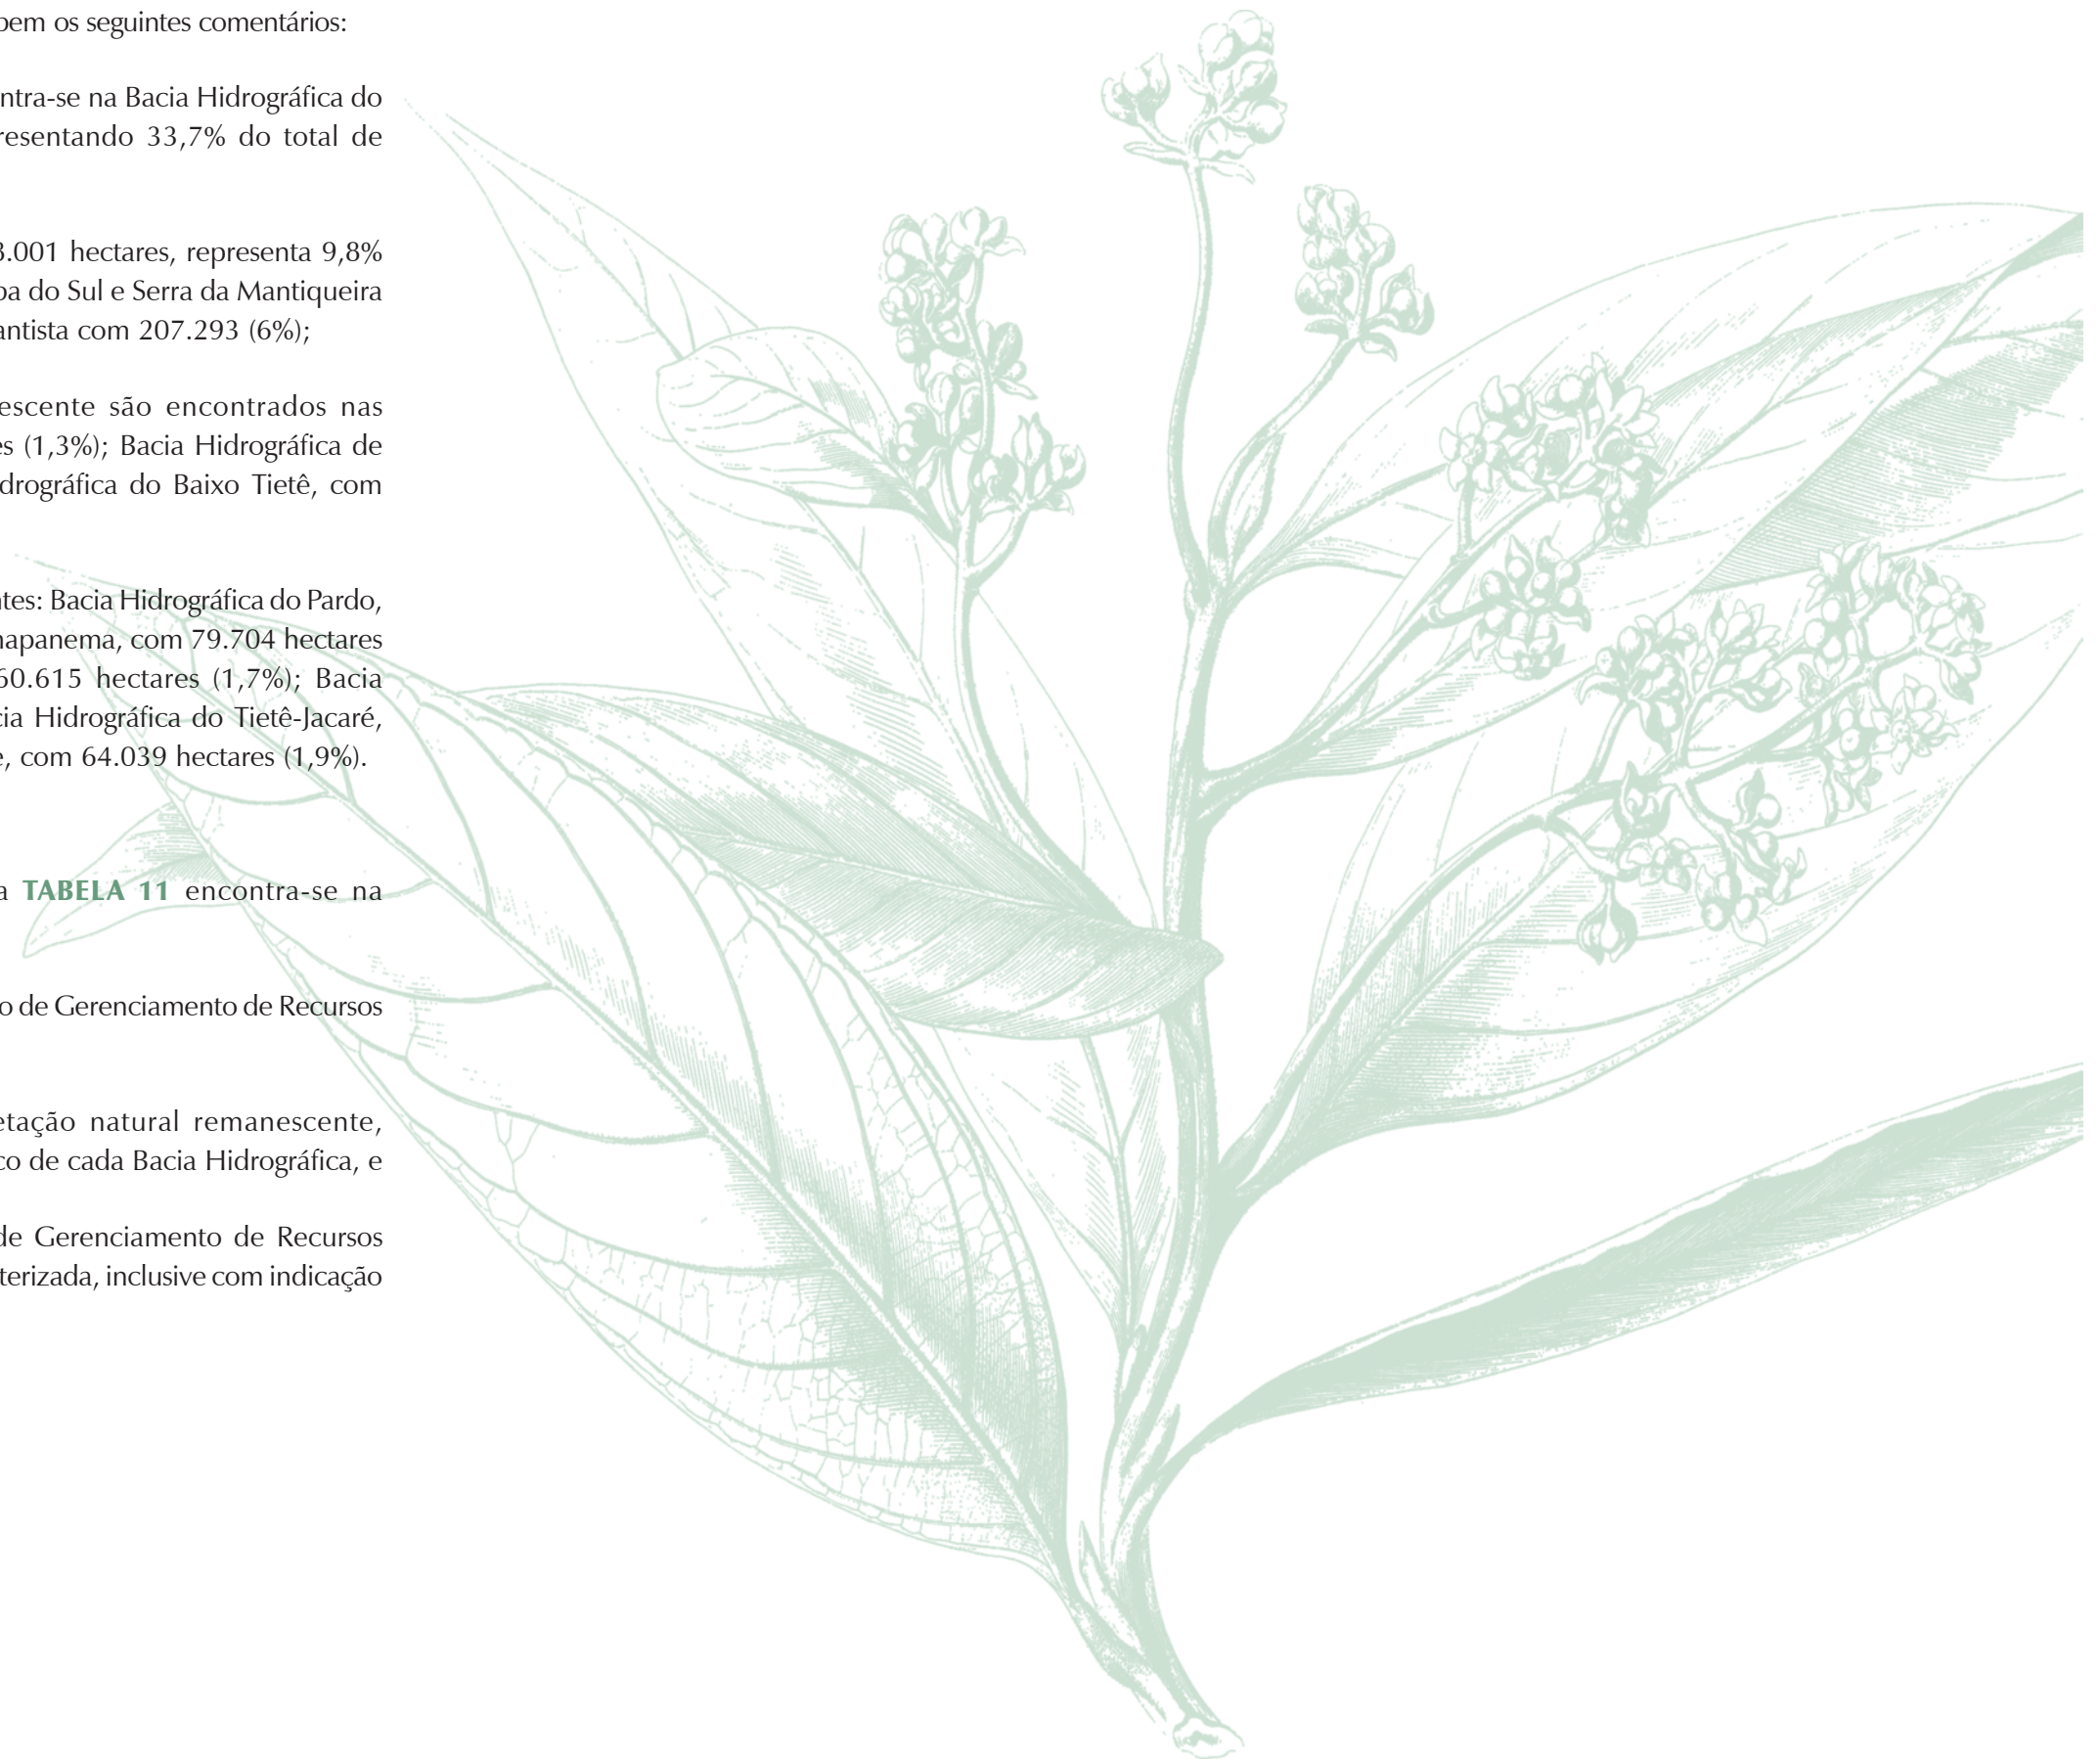 bem os seguintes comentários:
ntra-se na Bacia Hidrográfica do
resentando 33,7% do total de
3.001 hectares, representa 9,8%
ba do Sul e Serra da Mantiqueira
antista com 207.293 (6%);
escente são encontrados nas
es (1,3%); Bacia Hidrográfica de
drográfica do Baixo Tietê, com
ntes: Bacia Hidrográfica do Pardo,
napanema, com 79.704 hectares
60.615 hectares (1,7%); Bacia
cia Hidrográfica do Tietê-Jacaré,
e, com 64.039 hectares (1,9%).
a TABELA 11 encontra-se na
o de Gerenciamento de Recursos
etação natural remanescente,
co de cada Bacia Hidrográfica, e
de Gerenciamento de Recursos
terizada, inclusive com indicação